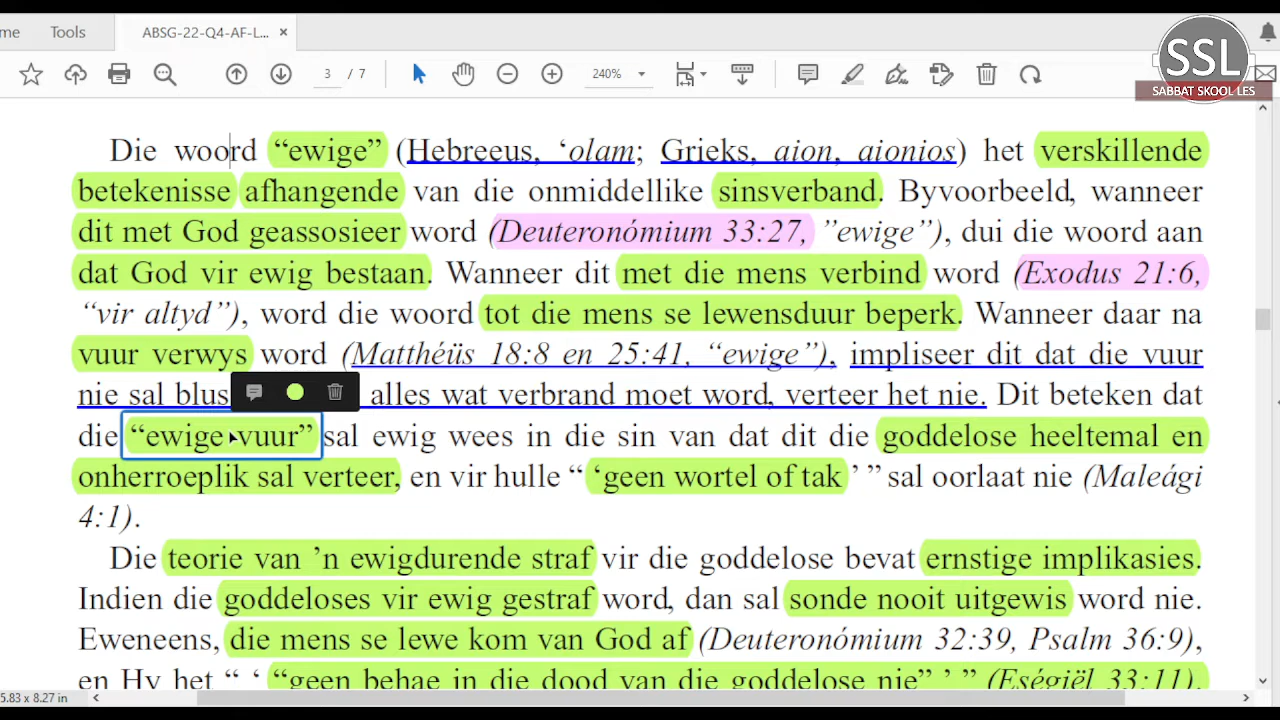 me Tools ABSG-22-Q4-AF-L... ×
3 / 7 240%
SSL
SABBAT SKOOL LES
Die woord “ewige” (Hebreeus, ‘olam; Grieks, aion, aionios) het verskillende
betekenisse afhangende van die onmiddellike sinsverband. Byvoorbeeld, wanneer
dit met God geassosieer word (Deuteronómium 33:27, ”ewige”), dui die woord aan
dat God vir ewig bestaan. Wanneer dit met die mens verbind word (Exodus 21:6,
“vir altyd”), word die woord tot die mens se lewensduur beperk. Wanneer daar na
vuur verwys word (Matthéüs 18:8 en 25:41, “ewige”), impliseer dit dat die vuur
nie sal blus alles wat verbrand moet word, verteer het nie. Dit beteken dat
die “ewige vuur” sal ewig wees in die sin van dat dit die goddelose heeltemal en
onherroeplik sal verteer, en vir hulle “ ‘geen wortel of tak’ ” sal oorlaat nie (Maleági
4:1).
Die teorie van ’n ewigdurende straf vir die goddelose bevat ernstige implikasies.
Indien die goddeloses vir ewig gestraf word, dan sal sonde nooit uitgewis word nie.
Eweneens, die mens se lewe kom van God af (Deuteronómium 32:39, Psalm 36:9),
en Hy het “ ‘ “geen behae in die dood van die goddelose nie” ’ ” (Eségiël 33:11).
5.83 x 8.27 in